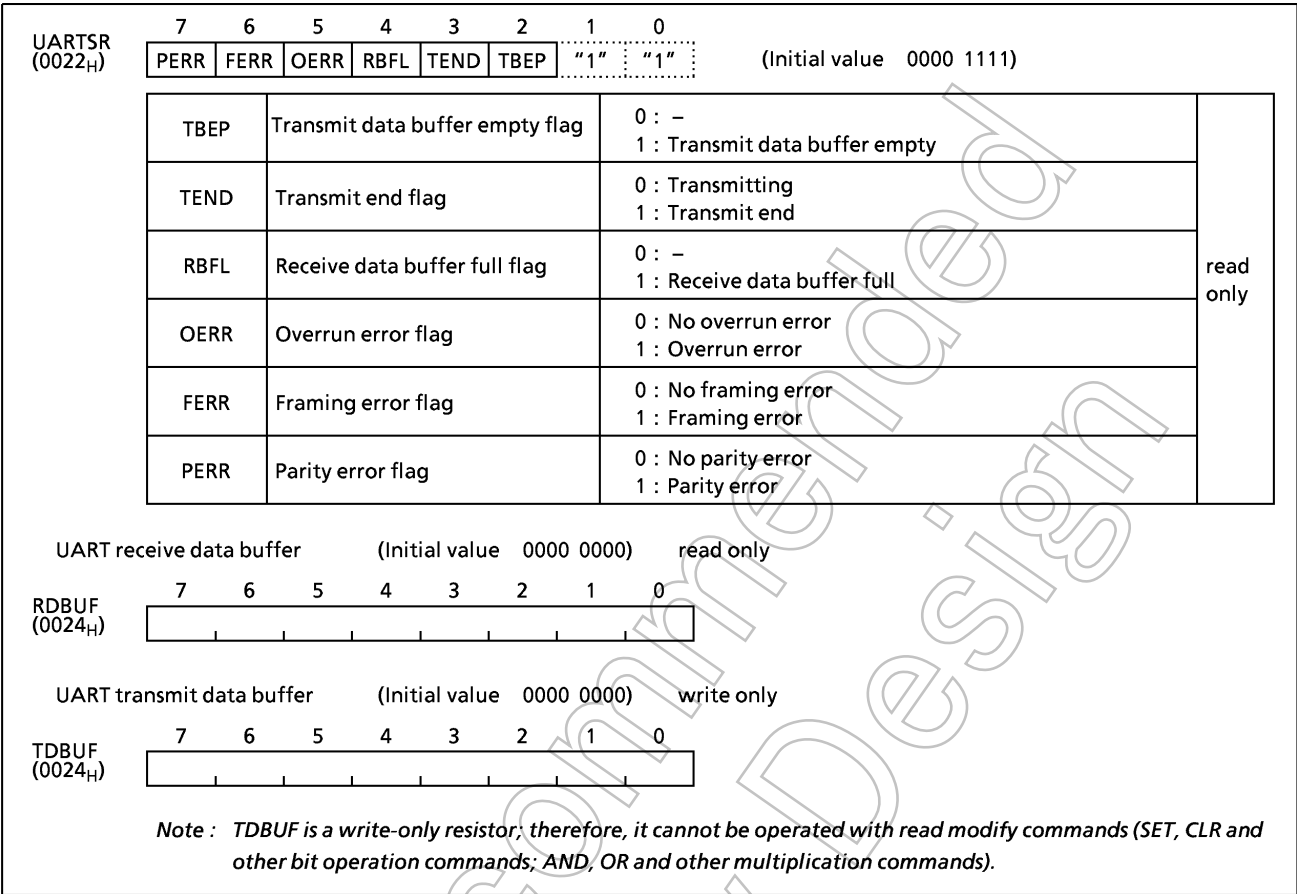 7 6 5 4 3 2 1 0
UARTSR
(0022H)
PERR FERR OERR RBFL TEND TBEP "1" "1" (Initial value 0000 1111)
TBEP Transmit data buffer empty flag 0 : –
1 : Transmit data buffer empty
TEND Transmit end flag 0 : Transmitting
1 : Transmit end
RBFL Receive data buffer full flag 0 : –
1 : Receive data buffer full
read
only
OERR Overrun error flag 0 : No overrun error
1 : Overrun error
FERR Framing error flag 0 : No framing error
1 : Framing error
PERR Parity error flag 0 : No parity error
1 : Parity error
UART receive data buffer (Initial value 0000 0000) read only
7 6 5 4 3 2 1 0
RDBUF
(0024H)
UART transmit data buffer (Initial value 0000 0000) write only
7 6 5 4 3 2 1 0
TDBUF
(0024H)
Note : TDBUF is a write-only resistor; therefore, it cannot be operated with read modify commands (SET, CLR and
other bit operation commands; AND, OR and other multiplication commands).
ommended
Design